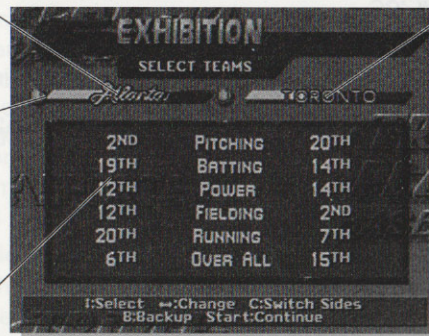 EXHIBITION
SELECT TEAMS
Atlanta TORONTO
2ND PITCHING 20TH
19TH BATTING 14TH
12TH POWER 14TH
12TH FIELDING 2ND
20TH RUNNING 7TH
6TH OVER ALL 15TH
↕:Select ↔:Change C:Switch Sides
B:Backup Start:Continue